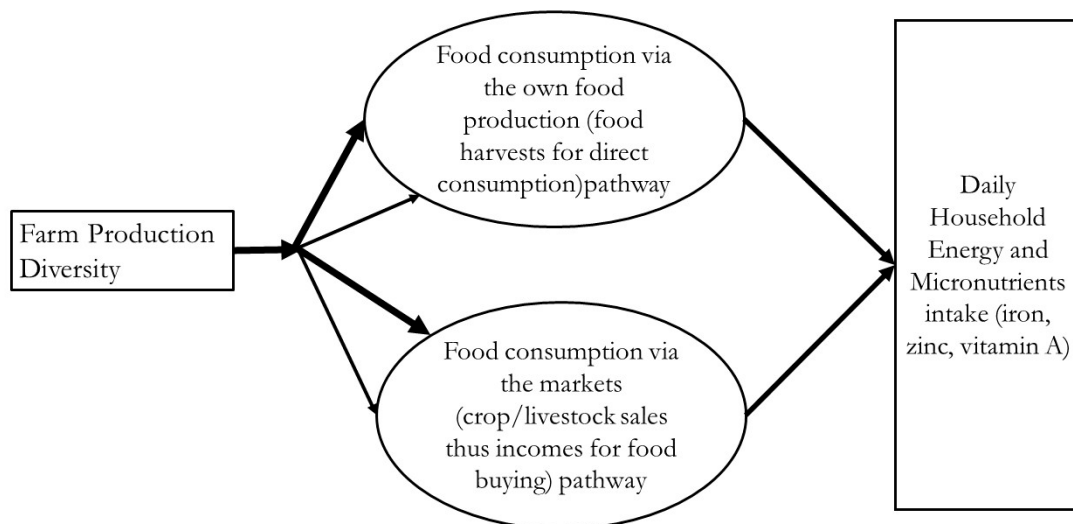 Food consumption via
the own food
production (food
harvests for direct
consumption)pathway
Farm Production
Diversity
Food consumption via
the markets
(crop/livestock sales
thus incomes for food
buying) pathway
Daily
Household
Energy and
Micronutrients
intake (iron,
zinc, vitamin A)